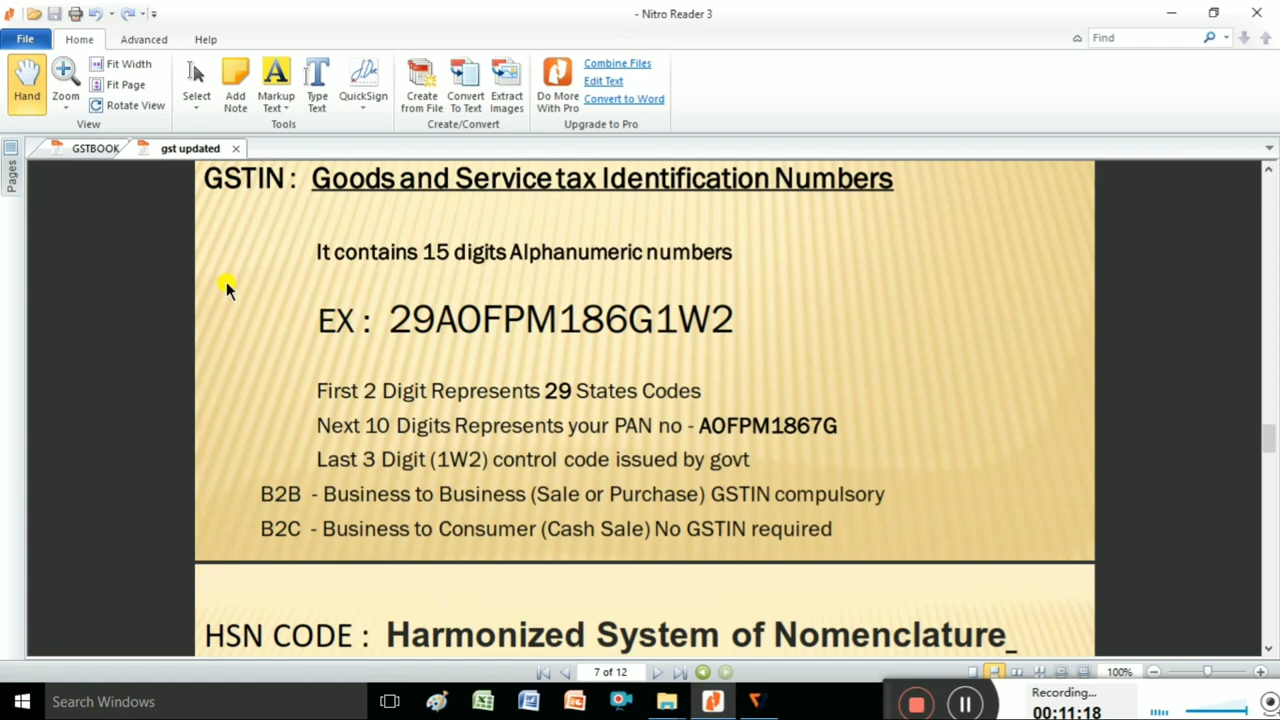 - Nitro Reader 3
File Home Advanced Help Find
Hand Zoom Fit Width Fit Page Rotate View Select Add Note Markup Text Type Text QuickSign Create from File Convert To Text Extract Images Do More With Pro Combine Files Edit Text Convert to Word
View Tools Create/Convert Upgrade to Pro
GSTBOOK gst updated
Pages
GSTIN : Goods and Service tax Identification Numbers
It contains 15 digits Alphanumeric numbers
EX : 29AOFPM186G1W2
First 2 Digit Represents 29 States Codes
Next 10 Digits Represents your PAN no - AOFPM1867G
Last 3 Digit (1W2) control code issued by govt
B2B - Business to Business (Sale or Purchase) GSTIN compulsory
B2C - Business to Consumer (Cash Sale) No GSTIN required
HSN CODE : Harmonized System of Nomenclature_
7 of 12 100%
Search Windows Recording...
00:11:18